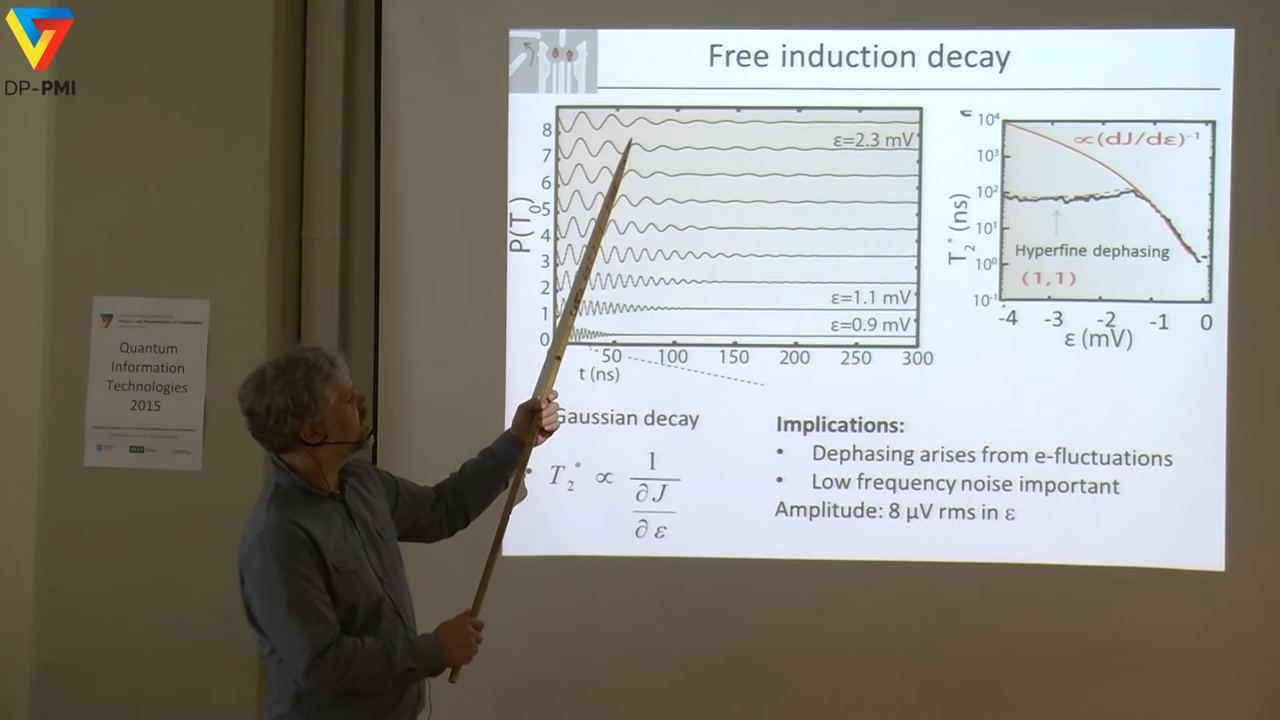 DP-PMI
Free induction decay
8
7
6
5
4
3
2
1
0
P(T0)
ε=2.3 mV
ε=1.1 mV
ε=0.9 mV
50 100 150 200 250 300
t (ns)
10⁴
10³
10²
10¹
10⁰
10⁻¹
T2* (ns)
∝(dJ/dε)⁻¹
Hyperfine dephasing
(1,1)
-4 -3 -2 -1 0
ε (mV)
Gaussian decay
T2* ∝ 1 / (∂J / ∂ε)
Implications:
• Dephasing arises from e-fluctuations
• Low frequency noise important
Amplitude: 8 µV rms in ε
Quantum
Information
Technologies
2015